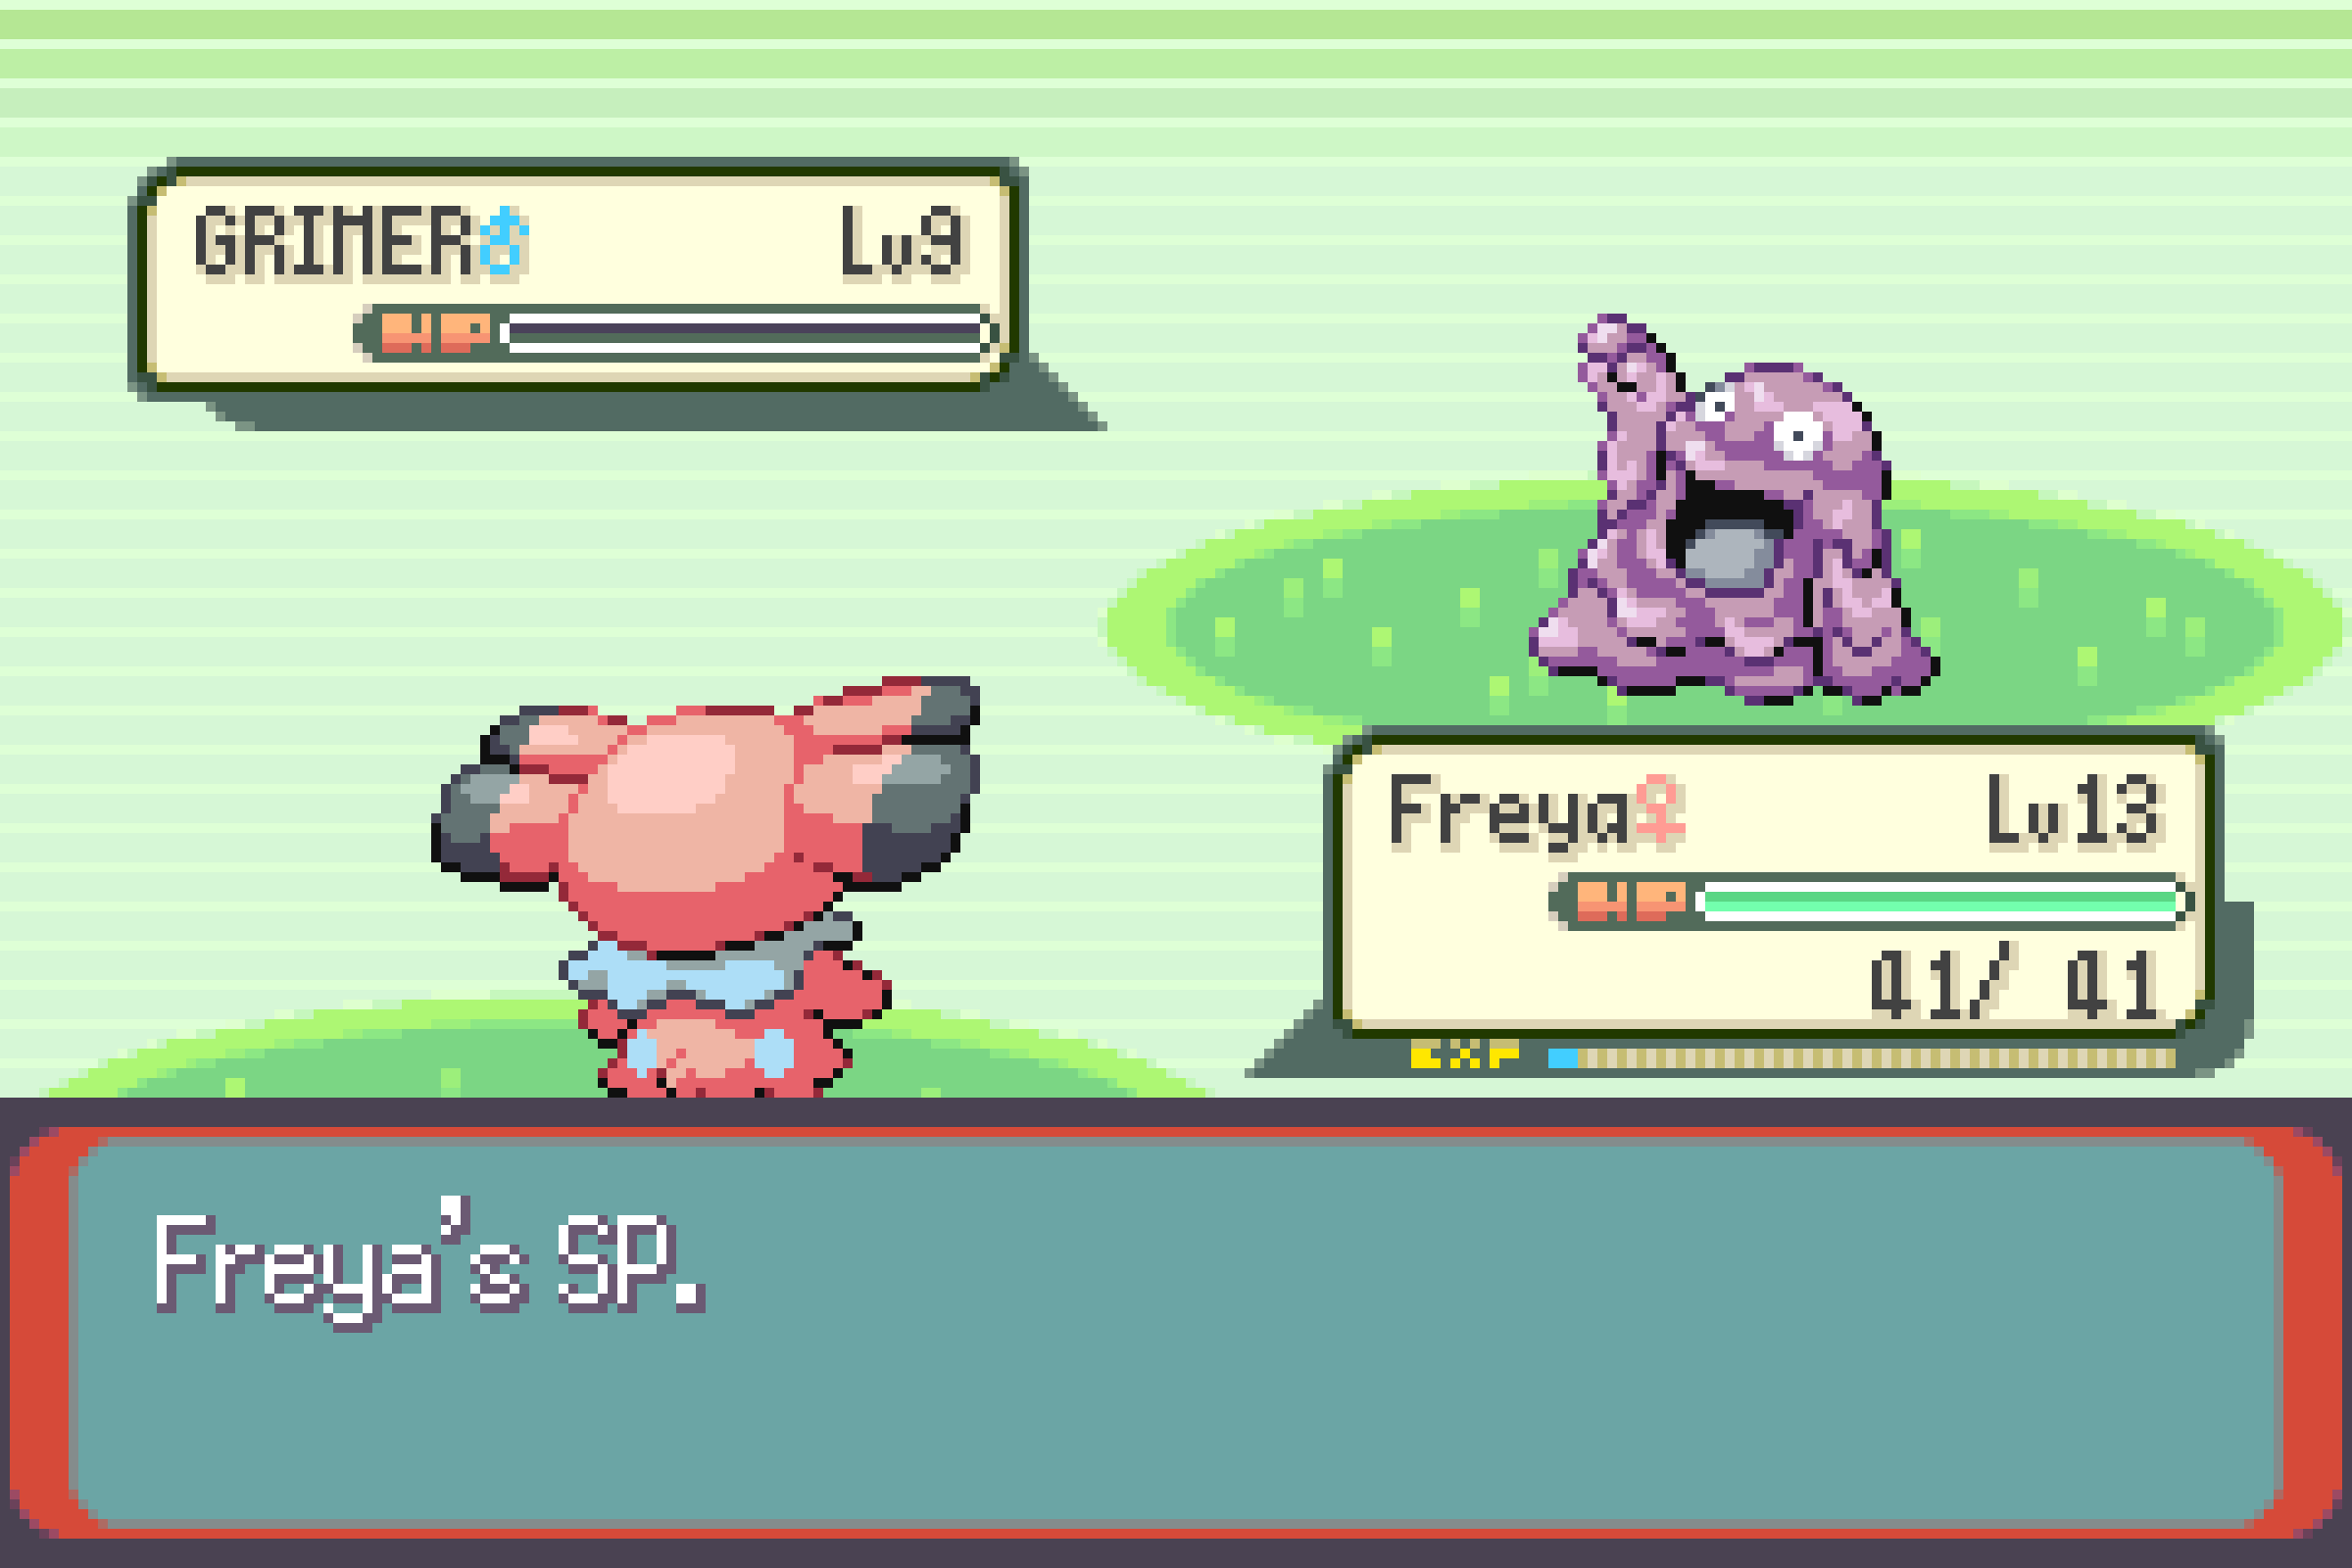 GRIMER♂ Lv9
HP
Freya♀ Lv13
HP
41/ 41
EXP
Freya's SP.